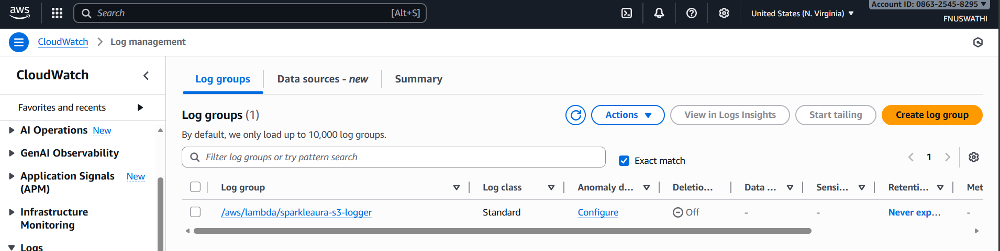 aws
Search [Alt+S]
United States (N. Virginia)
Account ID: 0863-2545-8295
FNUSWATHI
CloudWatch > Log management
CloudWatch
Favorites and recents
AI Operations New
GenAI Observability
Application Signals New
(APM)
Infrastructure
Monitoring
Logs
Log groups
Data sources - new
Summary
Log groups (1)
Actions
View in Logs Insights
Start tailing
Create log group
By default, we only load up to 10,000 log groups.
Filter log groups or try pattern search
Exact match
1
Log group Log class Anomaly d... Deletio... Data ... Sensi... Retenti... Met
/aws/lambda/sparkleaura-s3-logger Standard Configure Off - - Never exp... -